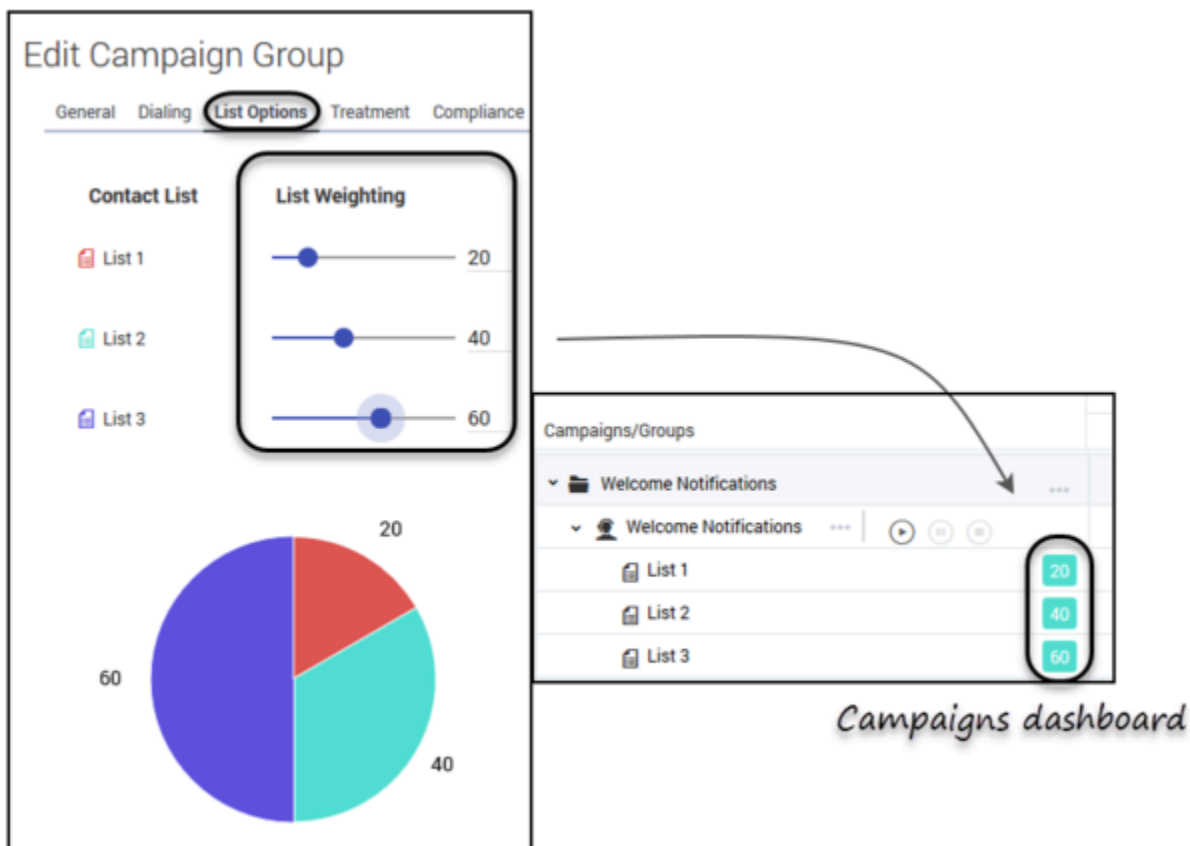 Edit Campaign Group
General Dialing List Options Treatment Compliance
Contact List List Weighting
List 1 20
List 2 40
List 3 60
20
60
40
Campaigns/Groups
Welcome Notifications
Welcome Notifications
List 1 20
List 2 40
List 3 60
Campaigns dashboard